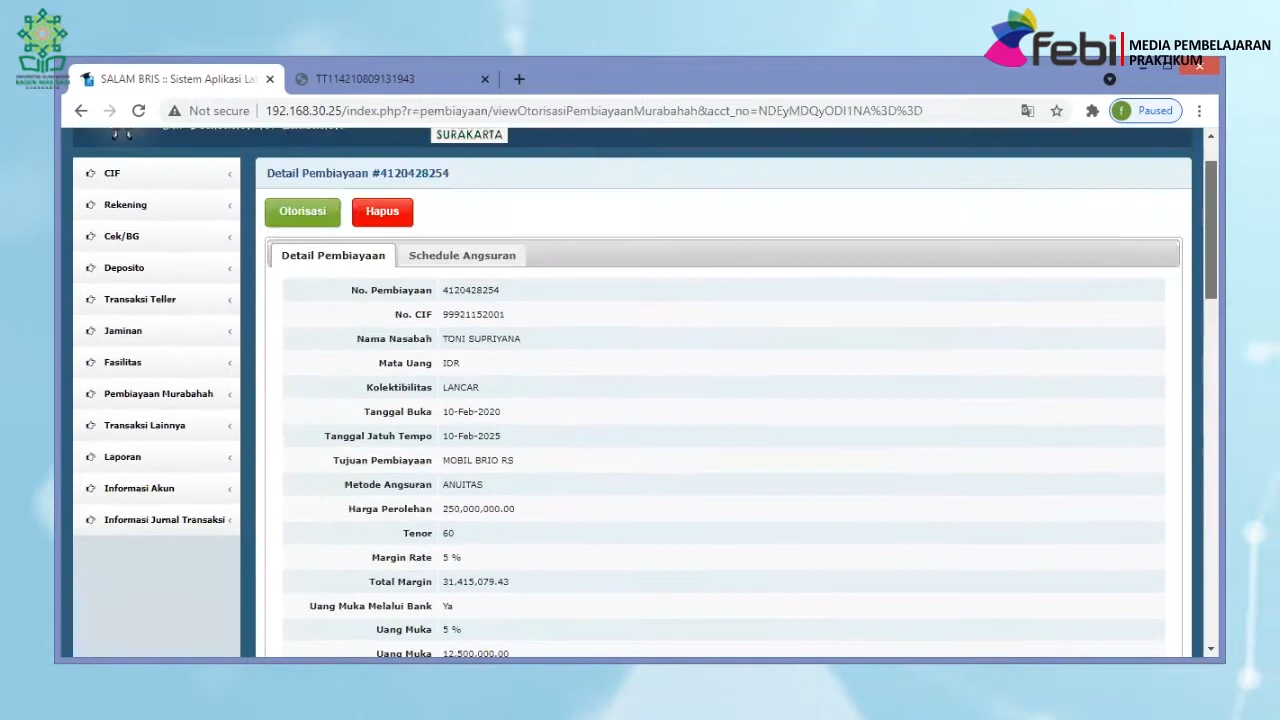 febi
MEDIA PEMBELAJARAN
PRAKTIKUM
SALAM BRIS :: Sistem Aplikasi Lat
TT114210809131943
Not secure
192.168.30.25/index.php?r=pembiayaan/viewOtorisasiPembiayaanMurabahah&acct_no=NDEyMDQyODI1NA%3D%3D
f
Paused
SURAKARTA
CIF
Rekening
Cek/BG
Deposito
Transaksi Teller
Jaminan
Fasilitas
Pembiayaan Murabahah
Transaksi Lainnya
Laporan
Informasi Akun
Informasi Jurnal Transaksi
Detail Pembiayaan #4120428254
Otorisasi
Hapus
Detail Pembiayaan
Schedule Angsuran
No. Pembiayaan 4120428254
No. CIF 99921152001
Nama Nasabah TONI SUPRIYANA
Mata Uang IDR
Kolektibilitas LANCAR
Tanggal Buka 10-Feb-2020
Tanggal Jatuh Tempo 10-Feb-2025
Tujuan Pembiayaan MOBIL BRIO RS
Metode Angsuran ANUITAS
Harga Perolehan 250,000,000.00
Tenor 60
Margin Rate 5 %
Total Margin 31,415,079.43
Uang Muka Melalui Bank Ya
Uang Muka 5 %
Uang Muka 12,500,000.00